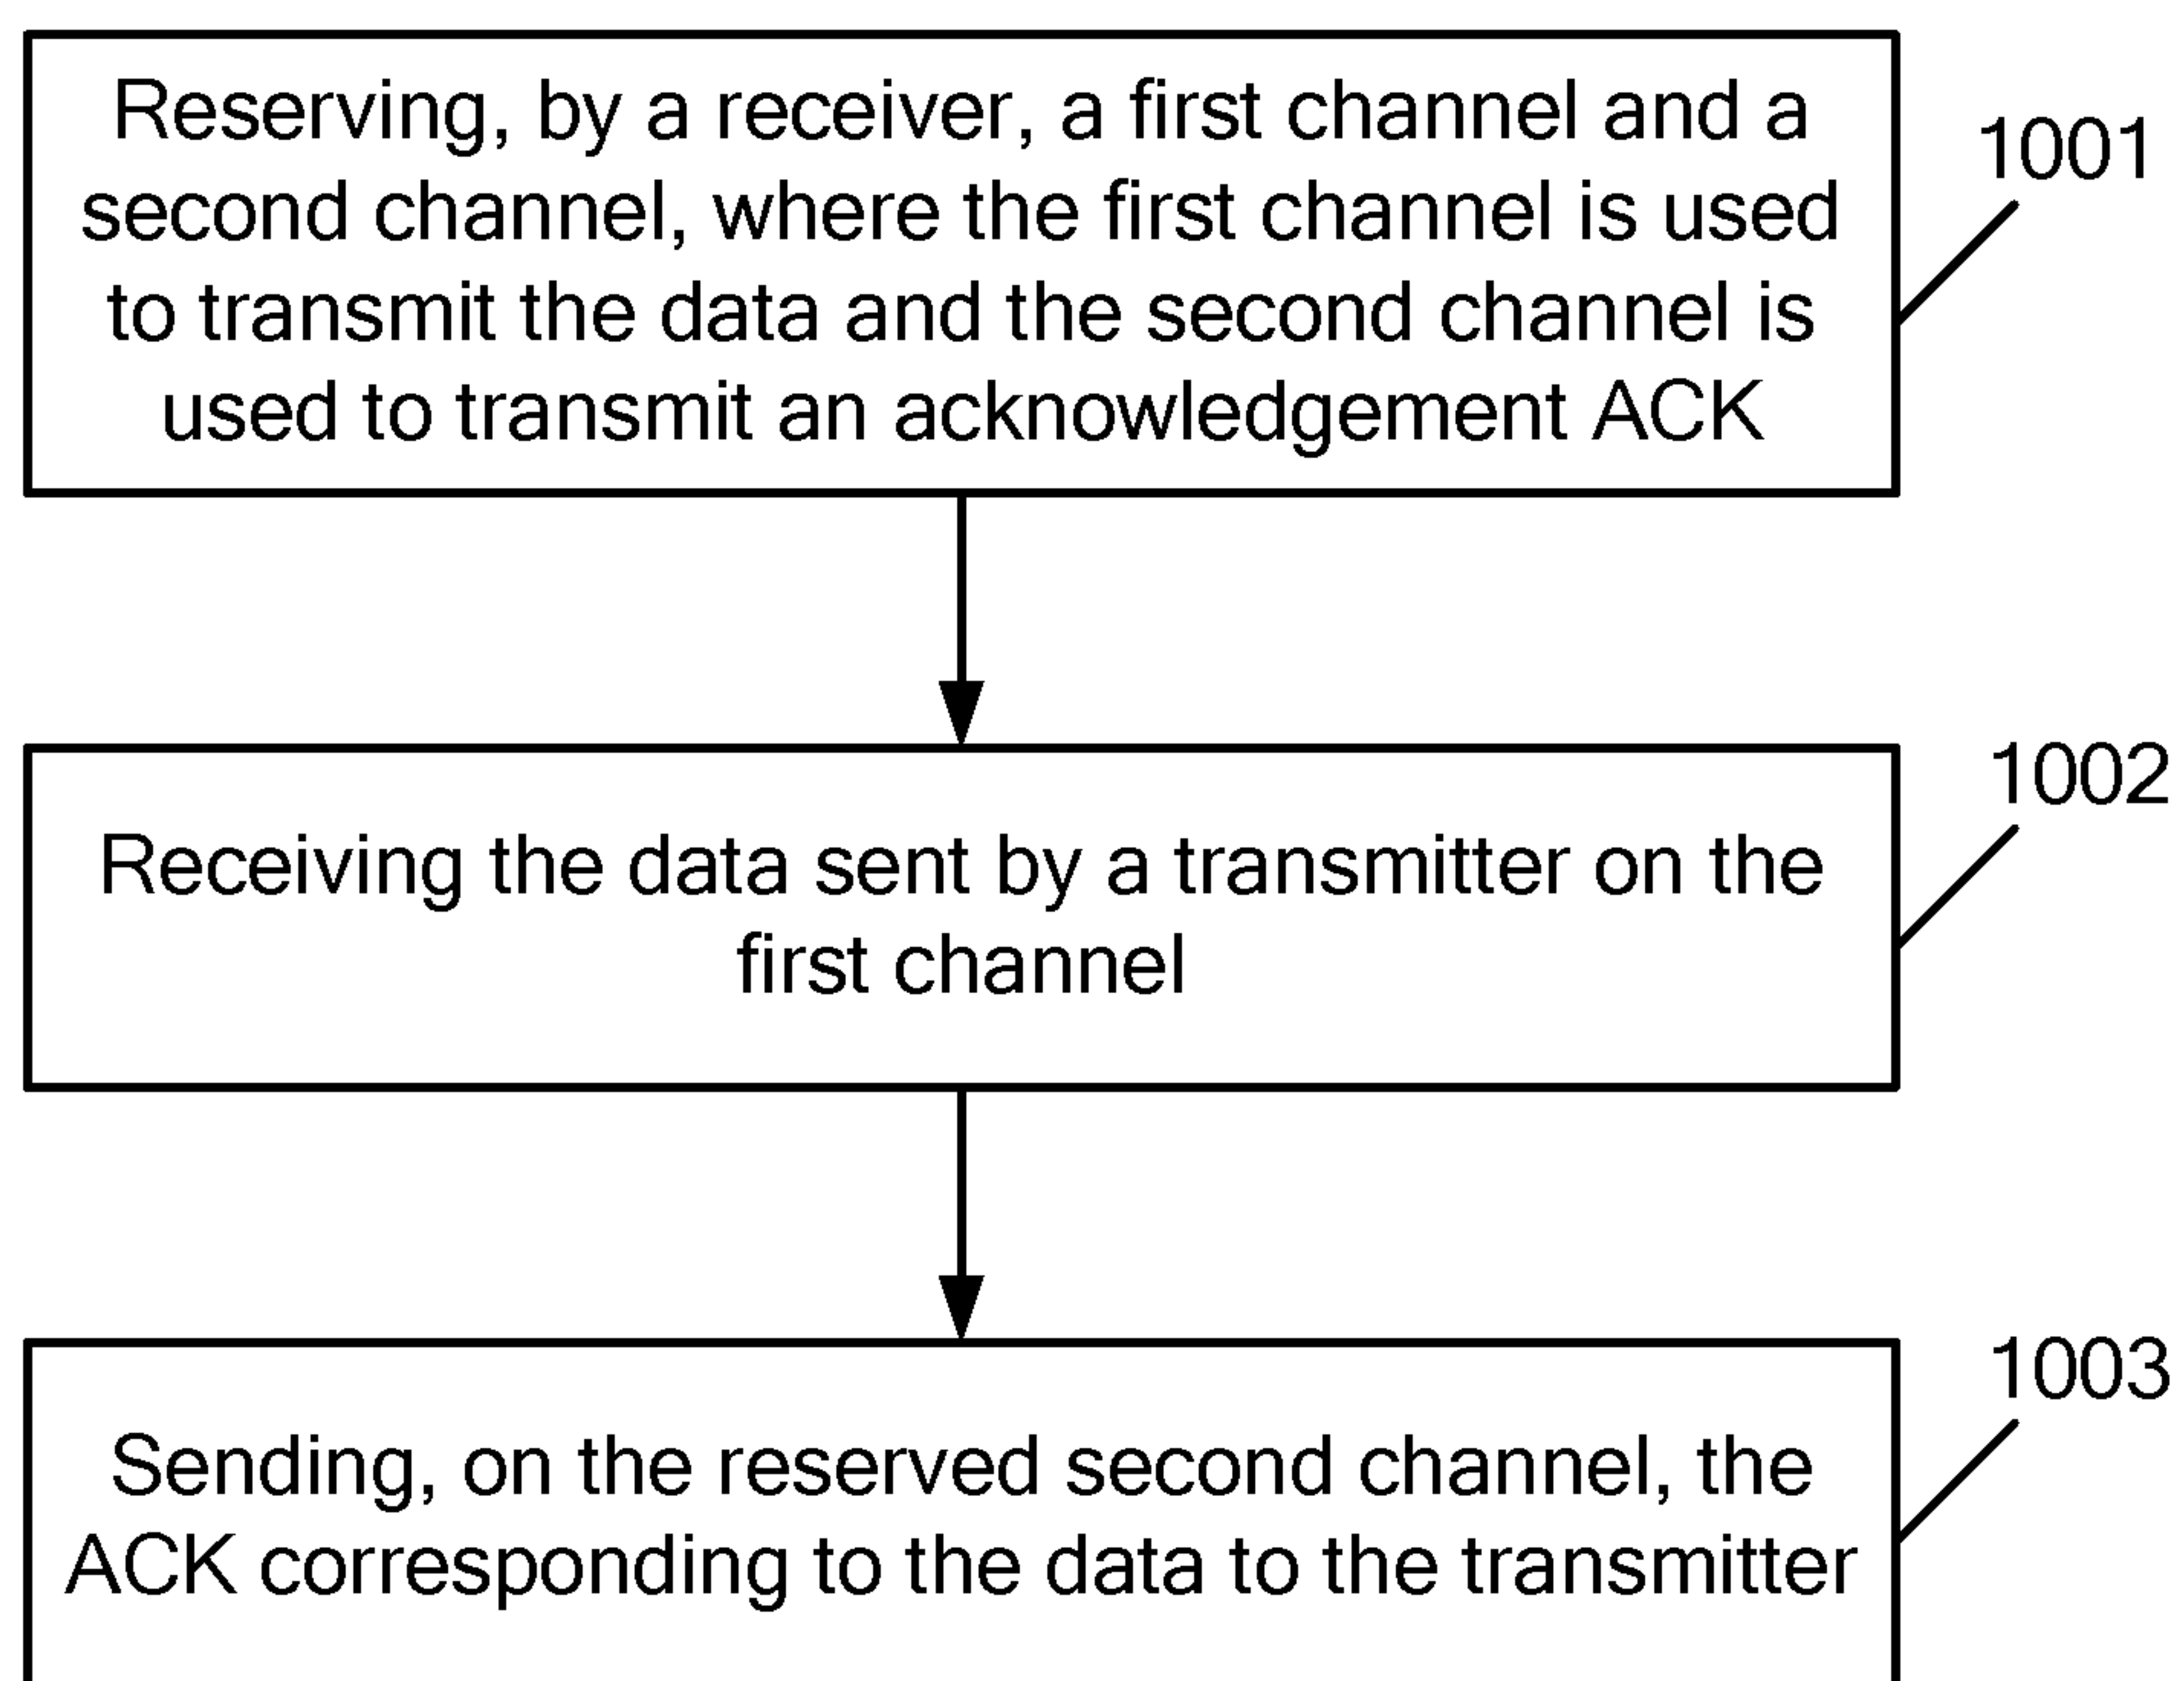 Reserving, by a receiver, a first channel and a
second channel, where the first channel is used
to transmit the data and the second channel is
used to transmit an acknowledgement ACK
1001
Receiving the data sent by a transmitter on the
first channel
1002
Sending, on the reserved second channel, the
ACK corresponding to the data to the transmitter
1003